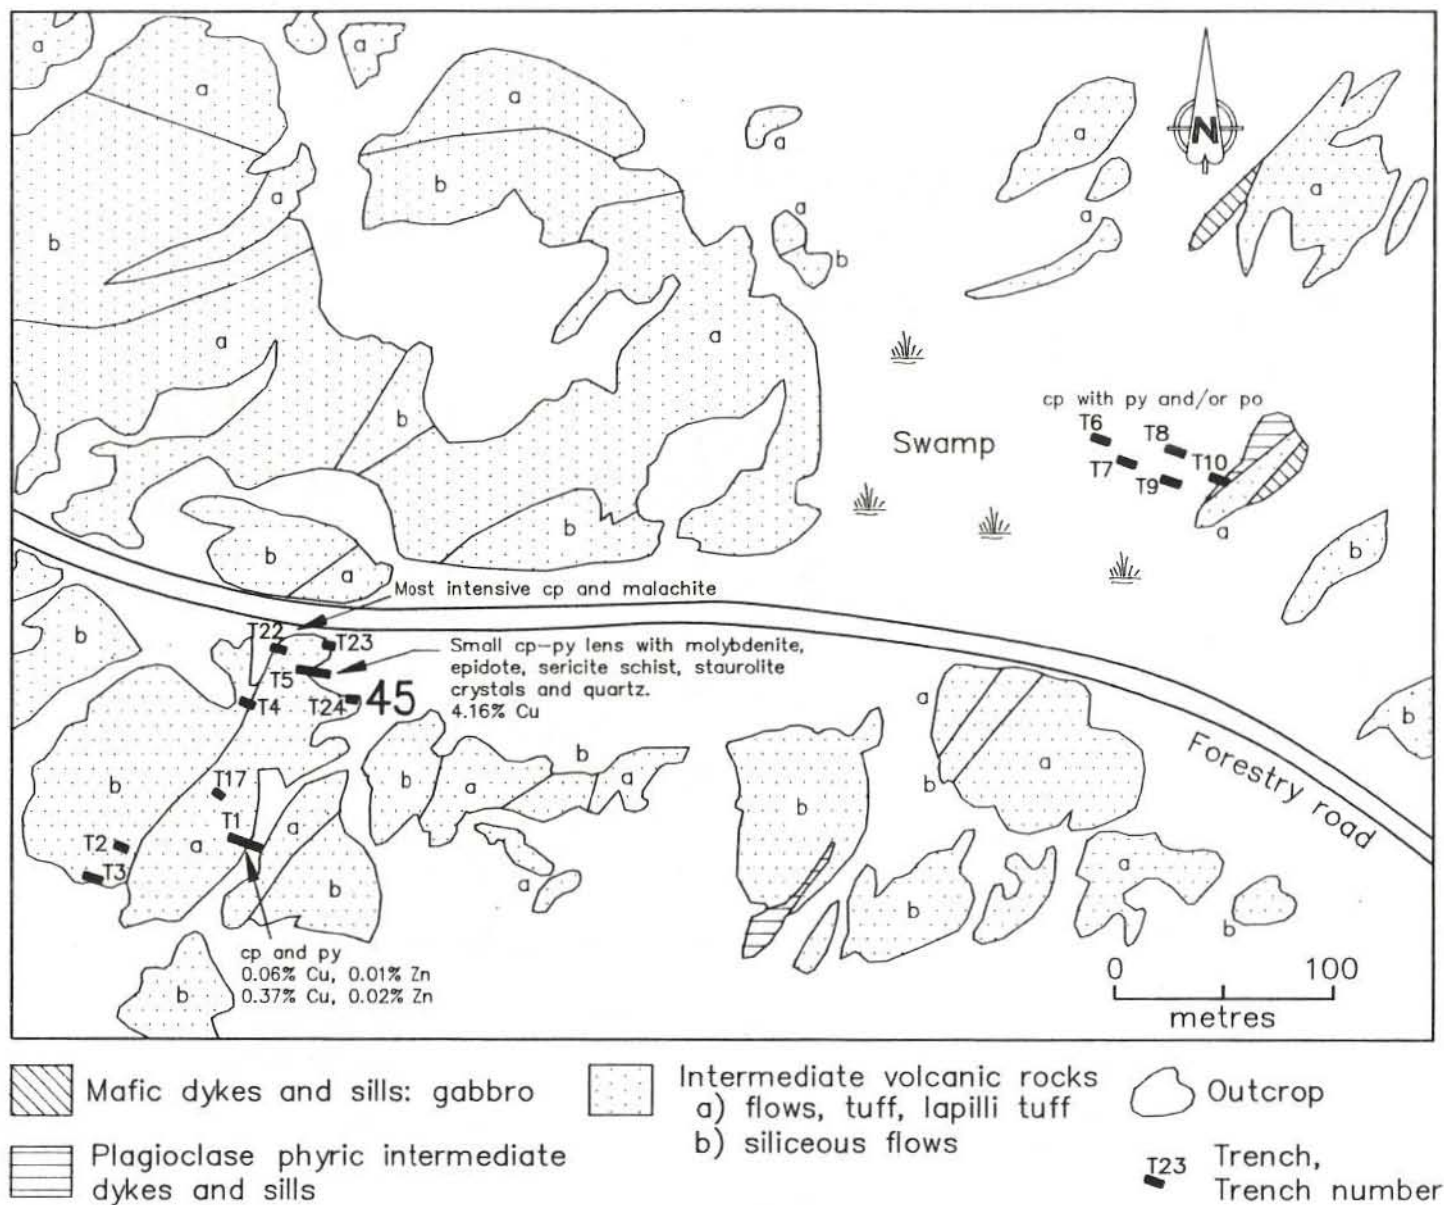 a
a
a
a
N
a
b
a
a
a
a
b
a
b
a
a
a
b
cp with py and/or po
T6
T8
Swamp
T7
T10
T9
a
b
b
b
a
Most intensive cp and malachite
T22
T23
b
Small cp-py lens with molybdenite,
epidote, sericite schist, staurolite
crystals and quartz.
4.16% Cu
T5
T4
T24
45
a
b
Forestry road
b
b
a
b
a
b
a
b
b
T17
T1
a
T2
a
T3
b
a
a
b
b
cp and py
0.06% Cu, 0.01% Zn
0.37% Cu, 0.02% Zn
b
0 100
metres
Mafic dykes and sills: gabbro
Plagioclase phyric intermediate
dykes and sills
Intermediate volcanic rocks
a) flows, tuff, lapilli tuff
b) siliceous flows
Outcrop
T23
Trench,
Trench number